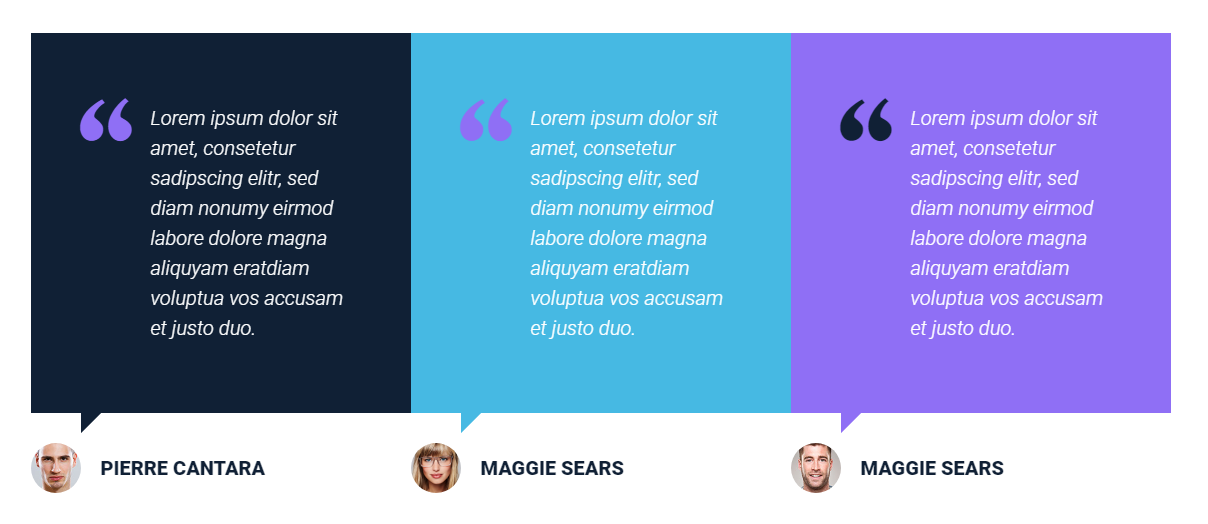 “
Lorem ipsum dolor sit
amet, consetetur
sadipscing elitr, sed
diam nonumy eirmod
labore dolore magna
aliquyam eratdiam
voluptua vos accusam
et justo duo.
PIERRE CANTARA
“
Lorem ipsum dolor sit
amet, consetetur
sadipscing elitr, sed
diam nonumy eirmod
labore dolore magna
aliquyam eratdiam
voluptua vos accusam
et justo duo.
MAGGIE SEARS
“
Lorem ipsum dolor sit
amet, consetetur
sadipscing elitr, sed
diam nonumy eirmod
labore dolore magna
aliquyam eratdiam
voluptua vos accusam
et justo duo.
MAGGIE SEARS